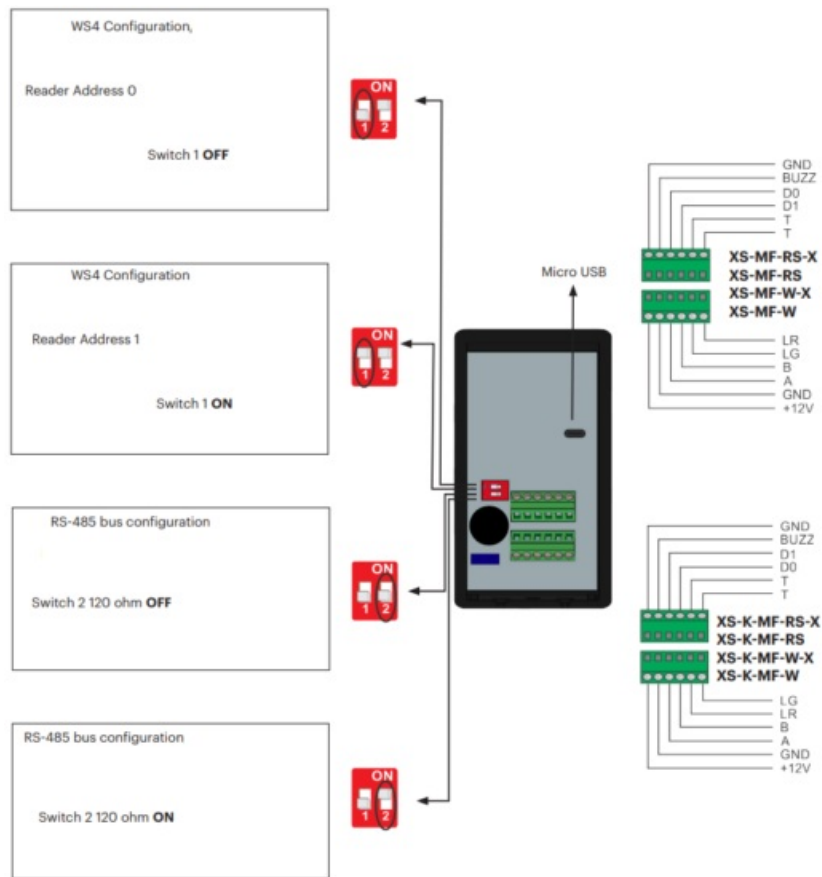 WS4 Configuration,
Reader Address 0
Switch 1 OFF
ON
1 2
WS4 Configuration
Reader Address 1
Switch 1 ON
ON
1 2
RS-485 bus configuration
Switch 2 120 ohm OFF
ON
1 2
RS-485 bus configuration
Switch 2 120 ohm ON
ON
1 2
Micro USB
GND
BUZZ
D0
D1
T
T
XS-MF-RS-X
XS-MF-RS
XS-MF-W-X
XS-MF-W
LR
LG
B
A
GND
+12V
GND
BUZZ
D1
D0
T
T
XS-K-MF-RS-X
XS-K-MF-RS
XS-K-MF-W-X
XS-K-MF-W
LG
LR
B
A
GND
+12V